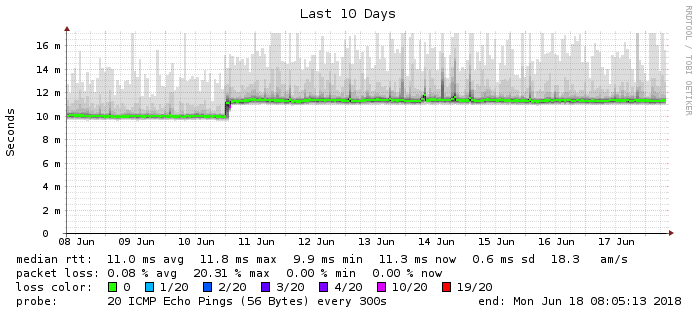 Last 10 Days
RRDTOOL / TOBI OETIKER
Seconds
16 m
14 m
12 m
10 m
8 m
6 m
4 m
2 m
0
08 Jun 09 Jun 10 Jun 11 Jun 12 Jun 13 Jun 14 Jun 15 Jun 16 Jun 17 Jun
median rtt: 11.0 ms avg 11.8 ms max 9.9 ms min 11.3 ms now 0.6 ms sd 18.3 am/s
packet loss: 0.08 % avg 20.31 % max 0.00 % min 0.00 % now
loss color: 0 1/20 2/20 3/20 4/20 10/20 19/20
probe: 20 ICMP Echo Pings (56 Bytes) every 300s end: Mon Jun 18 08:05:13 2018